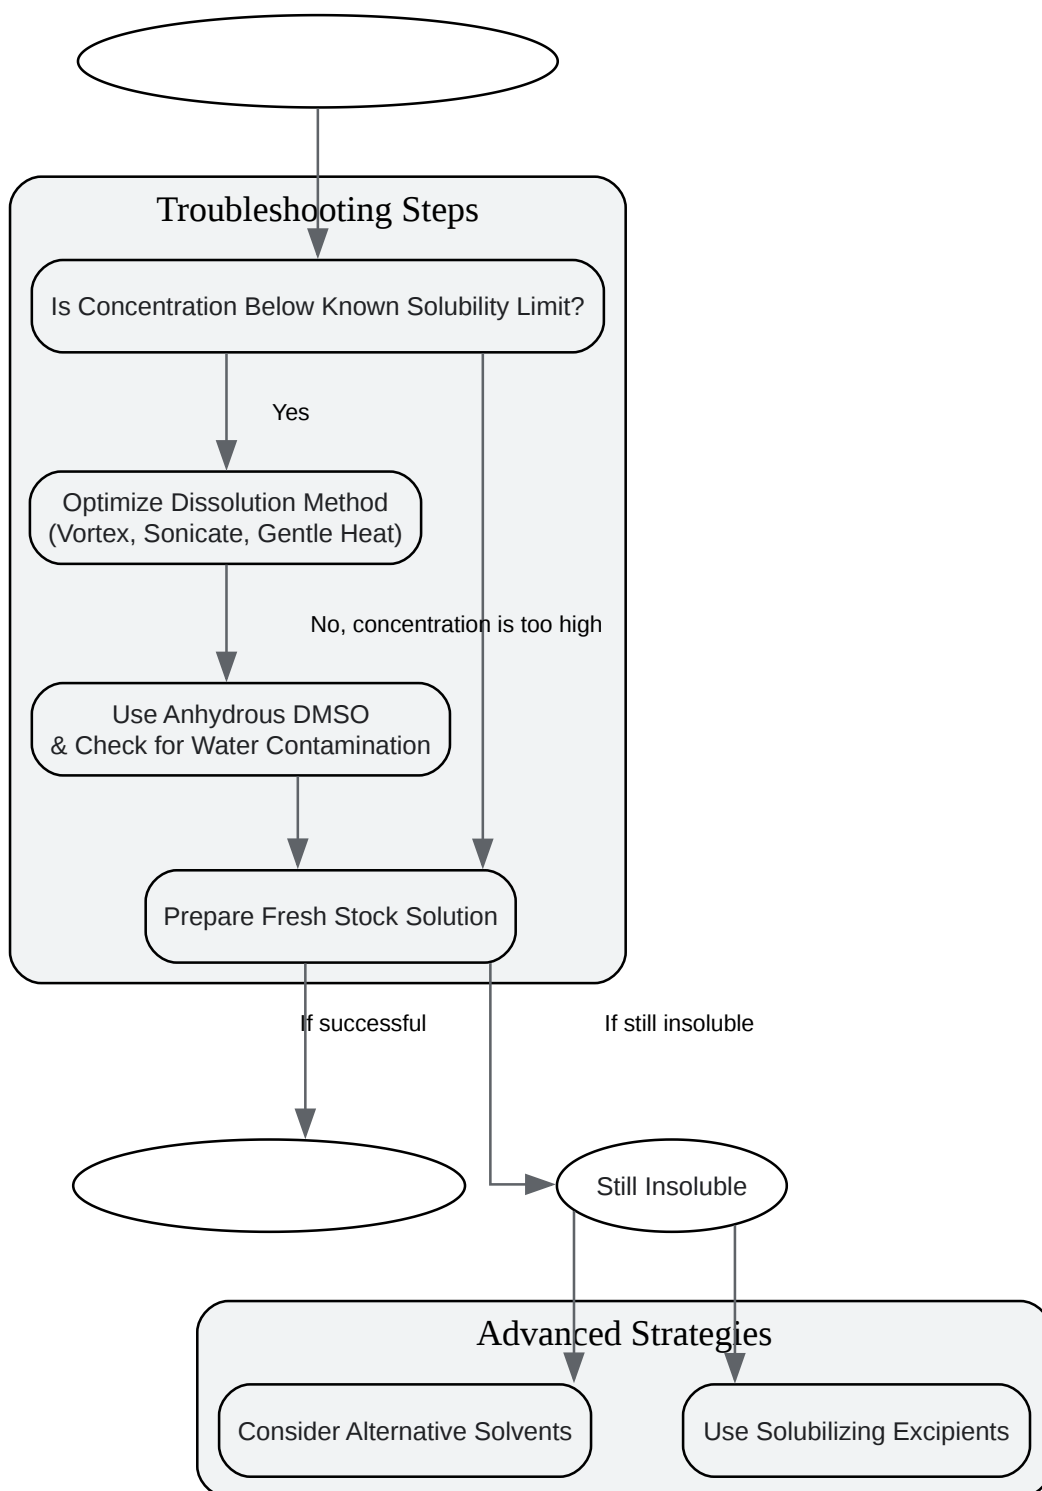 Troubleshooting Steps
Is Concentration Below Known Solubility Limit?
Yes
Optimize Dissolution Method
(Vortex, Sonicate, Gentle Heat)
No, concentration is too high
Use Anhydrous DMSO
& Check for Water Contamination
Prepare Fresh Stock Solution
If successful
If still insoluble
Still Insoluble
Advanced Strategies
Consider Alternative Solvents
Use Solubilizing Excipients